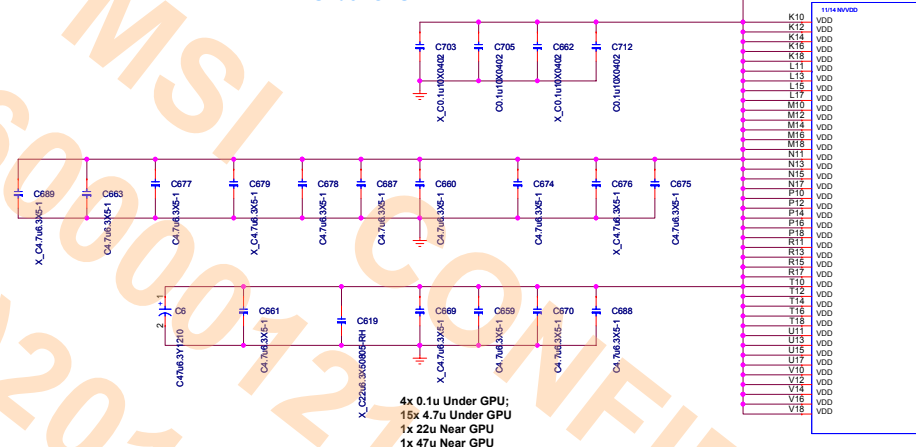 11/14 NVVDD
K10 VDD
K12 VDD
K14 VDD
K16 VDD
K18 VDD
L11 VDD
L13 VDD
L15 VDD
L17 VDD
M10 VDD
M12 VDD
M14 VDD
M16 VDD
M18 VDD
N11 VDD
N13 VDD
N15 VDD
N17 VDD
P10 VDD
P12 VDD
P14 VDD
P16 VDD
P18 VDD
R11 VDD
R13 VDD
R15 VDD
R17 VDD
T10 VDD
T12 VDD
T14 VDD
T16 VDD
T18 VDD
U11 VDD
U13 VDD
U15 VDD
U17 VDD
V10 VDD
V12 VDD
V14 VDD
V16 VDD
V18 VDD
C703
X_C0.1u10X0402
C705
C0.1u10X0402
C662
X_C0.1u10X0402
C712
C0.1u10X0402
C689
X_C4.7u6.3X5-1
C663
C4.7u6.3X5-1
C677
C4.7u6.3X5-1
C679
X_C4.7u6.3X5-1
C678
C4.7u6.3X5-1
C687
C4.7u6.3X5-1
C660
C4.7u6.3X5-1
C674
C4.7u6.3X5-1
C676
X_C4.7u6.3X5-1
C675
C4.7u6.3X5-1
+ 1
2
C6
C47u6.3Y1210
C661
C4.7u6.3X5-1
C619
X_C22u6.3X50805-RH
C669
X_C4.7u6.3X5-1
C659
C4.7u6.3X5-1
C670
C4.7u6.3X5-1
C688
C4.7u6.3X5-1
4x 0.1u Under GPU;
15x 4.7u Under GPU
1x 22u Near GPU
1x 47u Near GPU
MSI CONFI
60000121